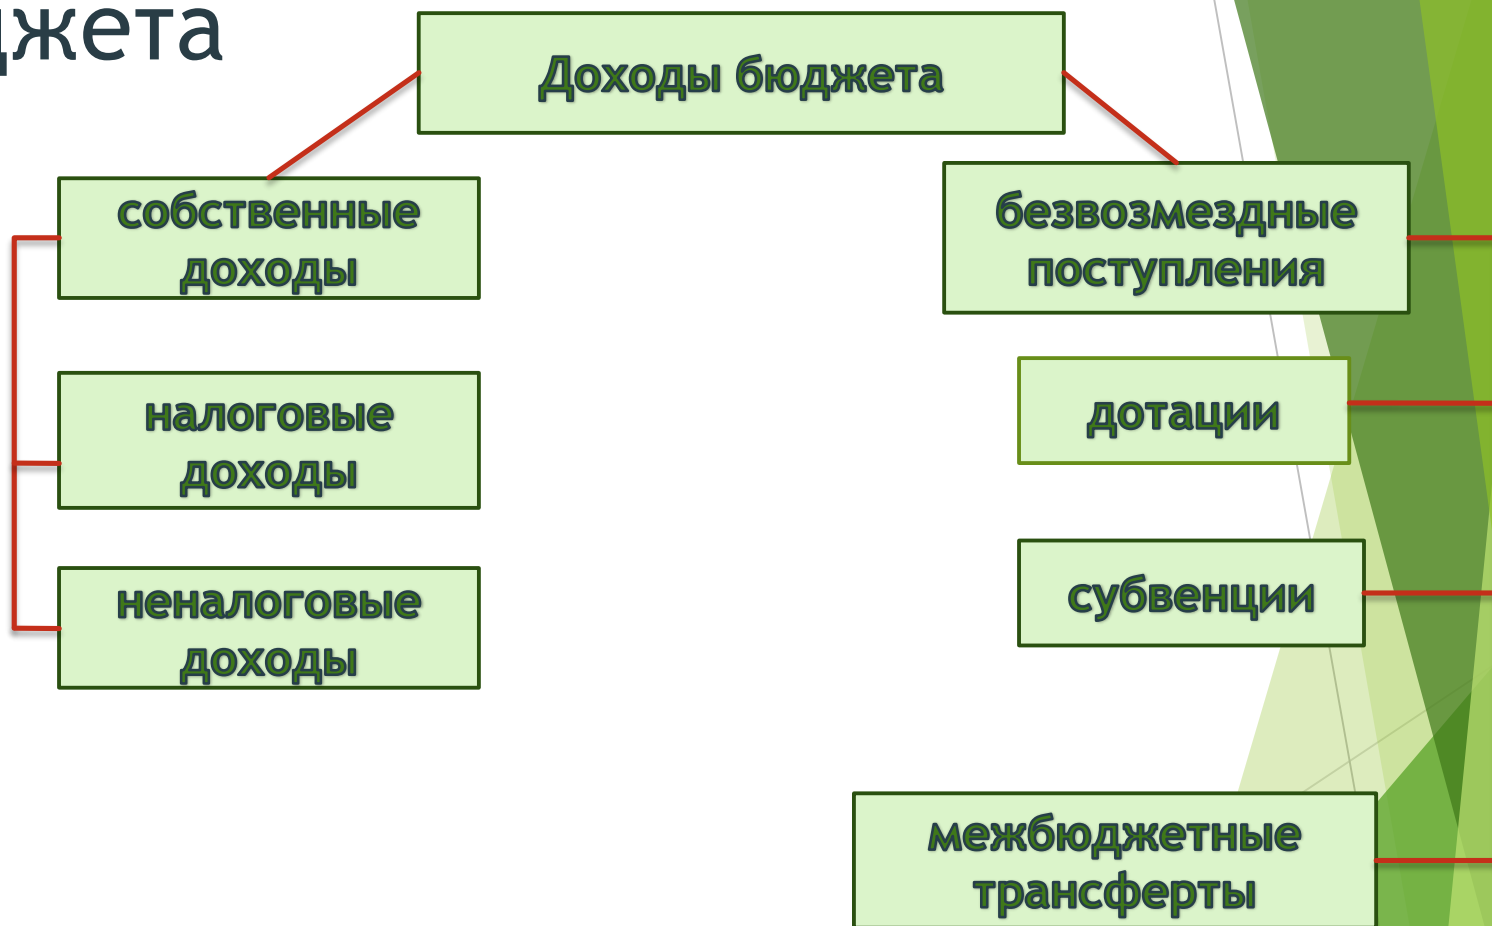 джета
Доходы бюджета
собственные
доходы
безвозмездные
поступления
налоговые
доходы
дотации
неналоговые
доходы
субвенции
межбюджетные
трансферты